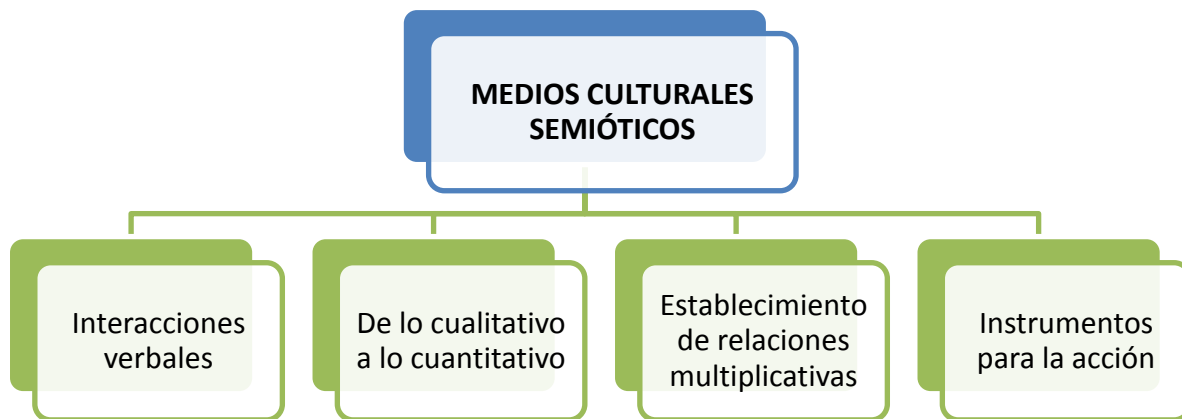 MEDIOS CULTURALES
SEMIÓTICOS
Interacciones
verbales
De lo cualitativo
a lo cuantitativo
Establecimiento
de relaciones
multiplicativas
Instrumentos
para la acción